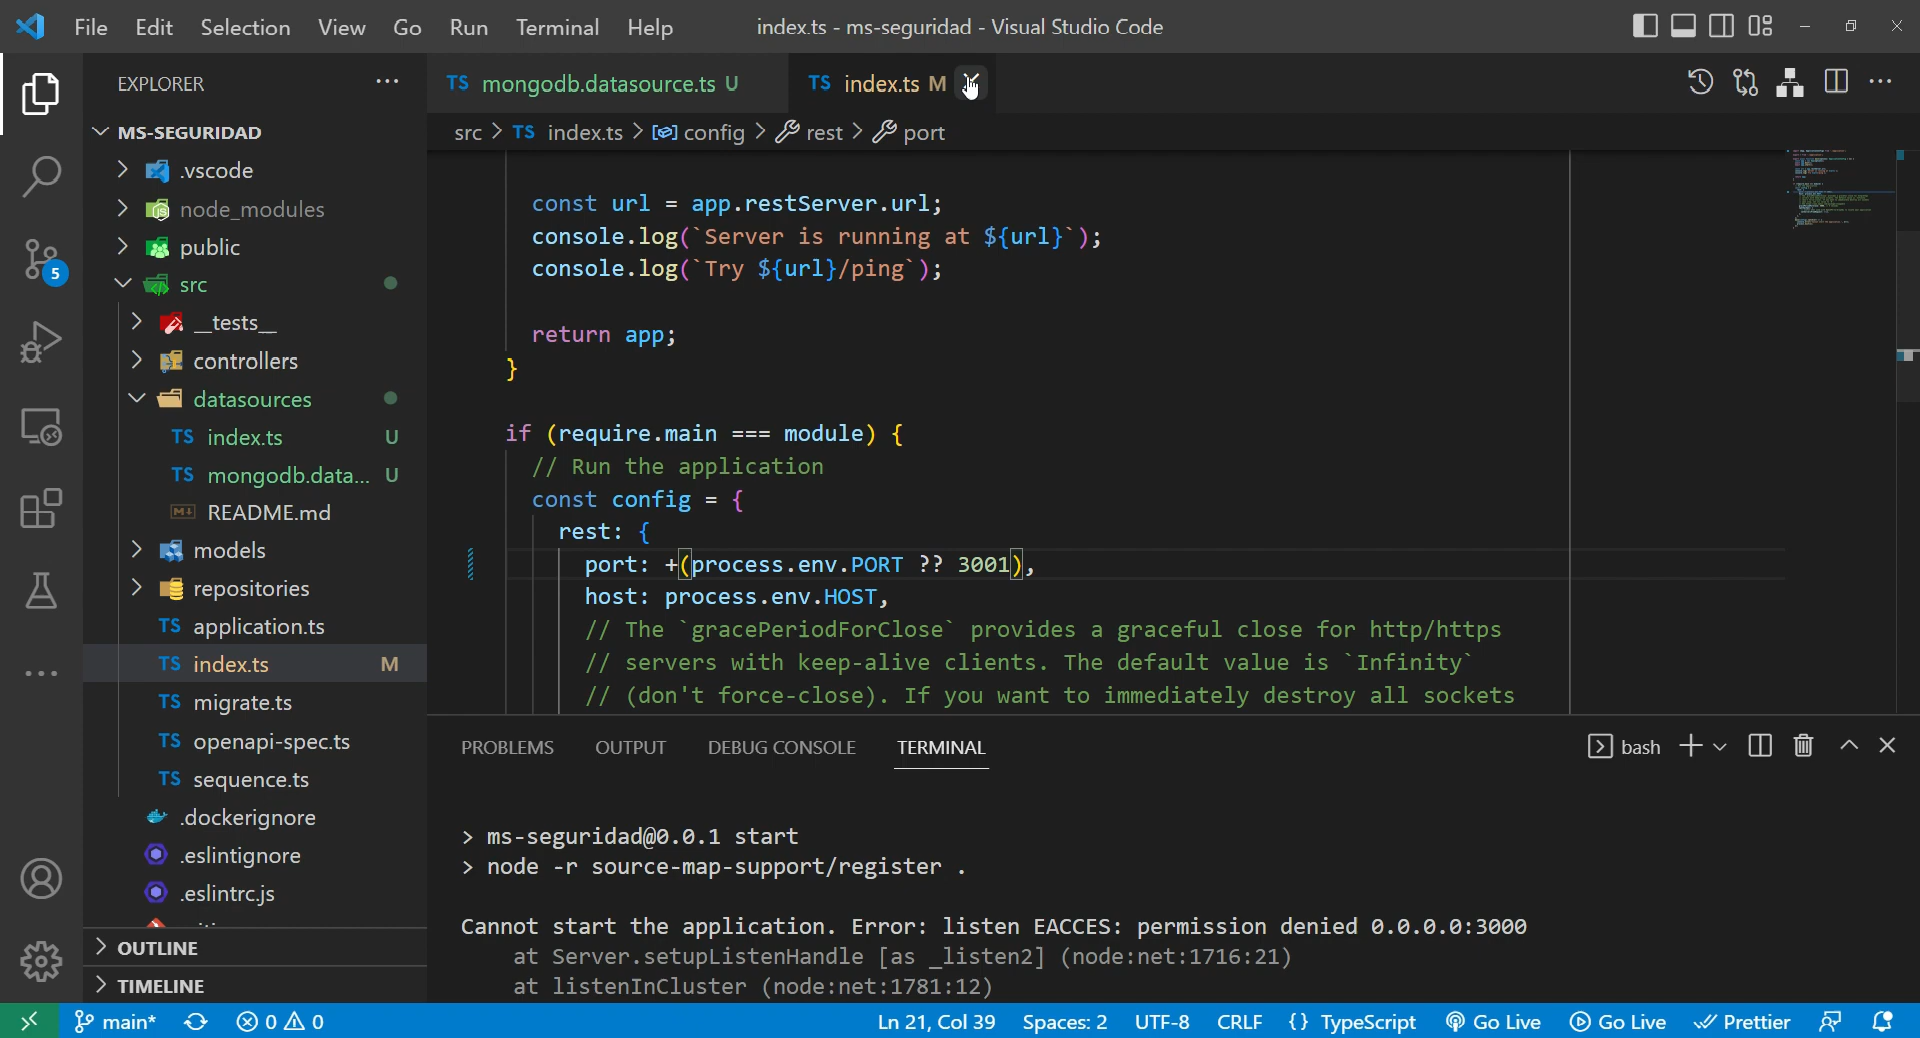 File Edit Selection View Go Run Terminal Help
index.ts - ms-seguridad - Visual Studio Code
EXPLORER
MS-SEGURIDAD
.vscode
node_modules
public
src
__tests__
controllers
datasources
TS index.ts U
TS mongodb.data... U
README.md
models
repositories
TS application.ts
TS index.ts M
TS migrate.ts
TS openapi-spec.ts
TS sequence.ts
.dockerignore
.eslintignore
.eslintrc.js
OUTLINE
TIMELINE
5
TS mongodb.datasource.ts U
TS index.ts M
src > TS index.ts > config > rest > port
const url = app.restServer.url;
console.log(`Server is running at ${url}`);
console.log(`Try ${url}/ping`);
return app;
}
if (require.main === module) {
// Run the application
const config = {
rest: {
port: +(process.env.PORT ?? 3001),
host: process.env.HOST,
// The `gracePeriodForClose` provides a graceful close for http/https
// servers with keep-alive clients. The default value is `Infinity`
// (don't force-close). If you want to immediately destroy all sockets
PROBLEMS OUTPUT DEBUG CONSOLE TERMINAL
bash
> ms-seguridad@0.0.1 start
> node -r source-map-support/register .
Cannot start the application. Error: listen EACCES: permission denied 0.0.0.0:3000
at Server.setupListenHandle [as _listen2] (node:net:1716:21)
at listenInCluster (node:net:1781:12)
main* 0 0 Ln 21, Col 39 Spaces: 2 UTF-8 CRLF {} TypeScript Go Live Go Live Prettier